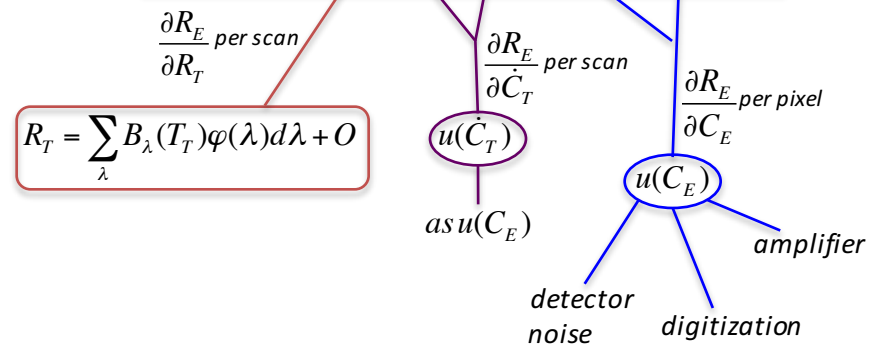 ∂R_E/∂R_T per scan
∂R_E/∂Ċ_T per scan
∂R_E/∂C_E per pixel
R_T = ∑_λ B_λ(T_T)φ(λ)dλ + O
u(Ċ_T)
u(C_E)
as u(C_E)
amplifier
detector
noise
digitization